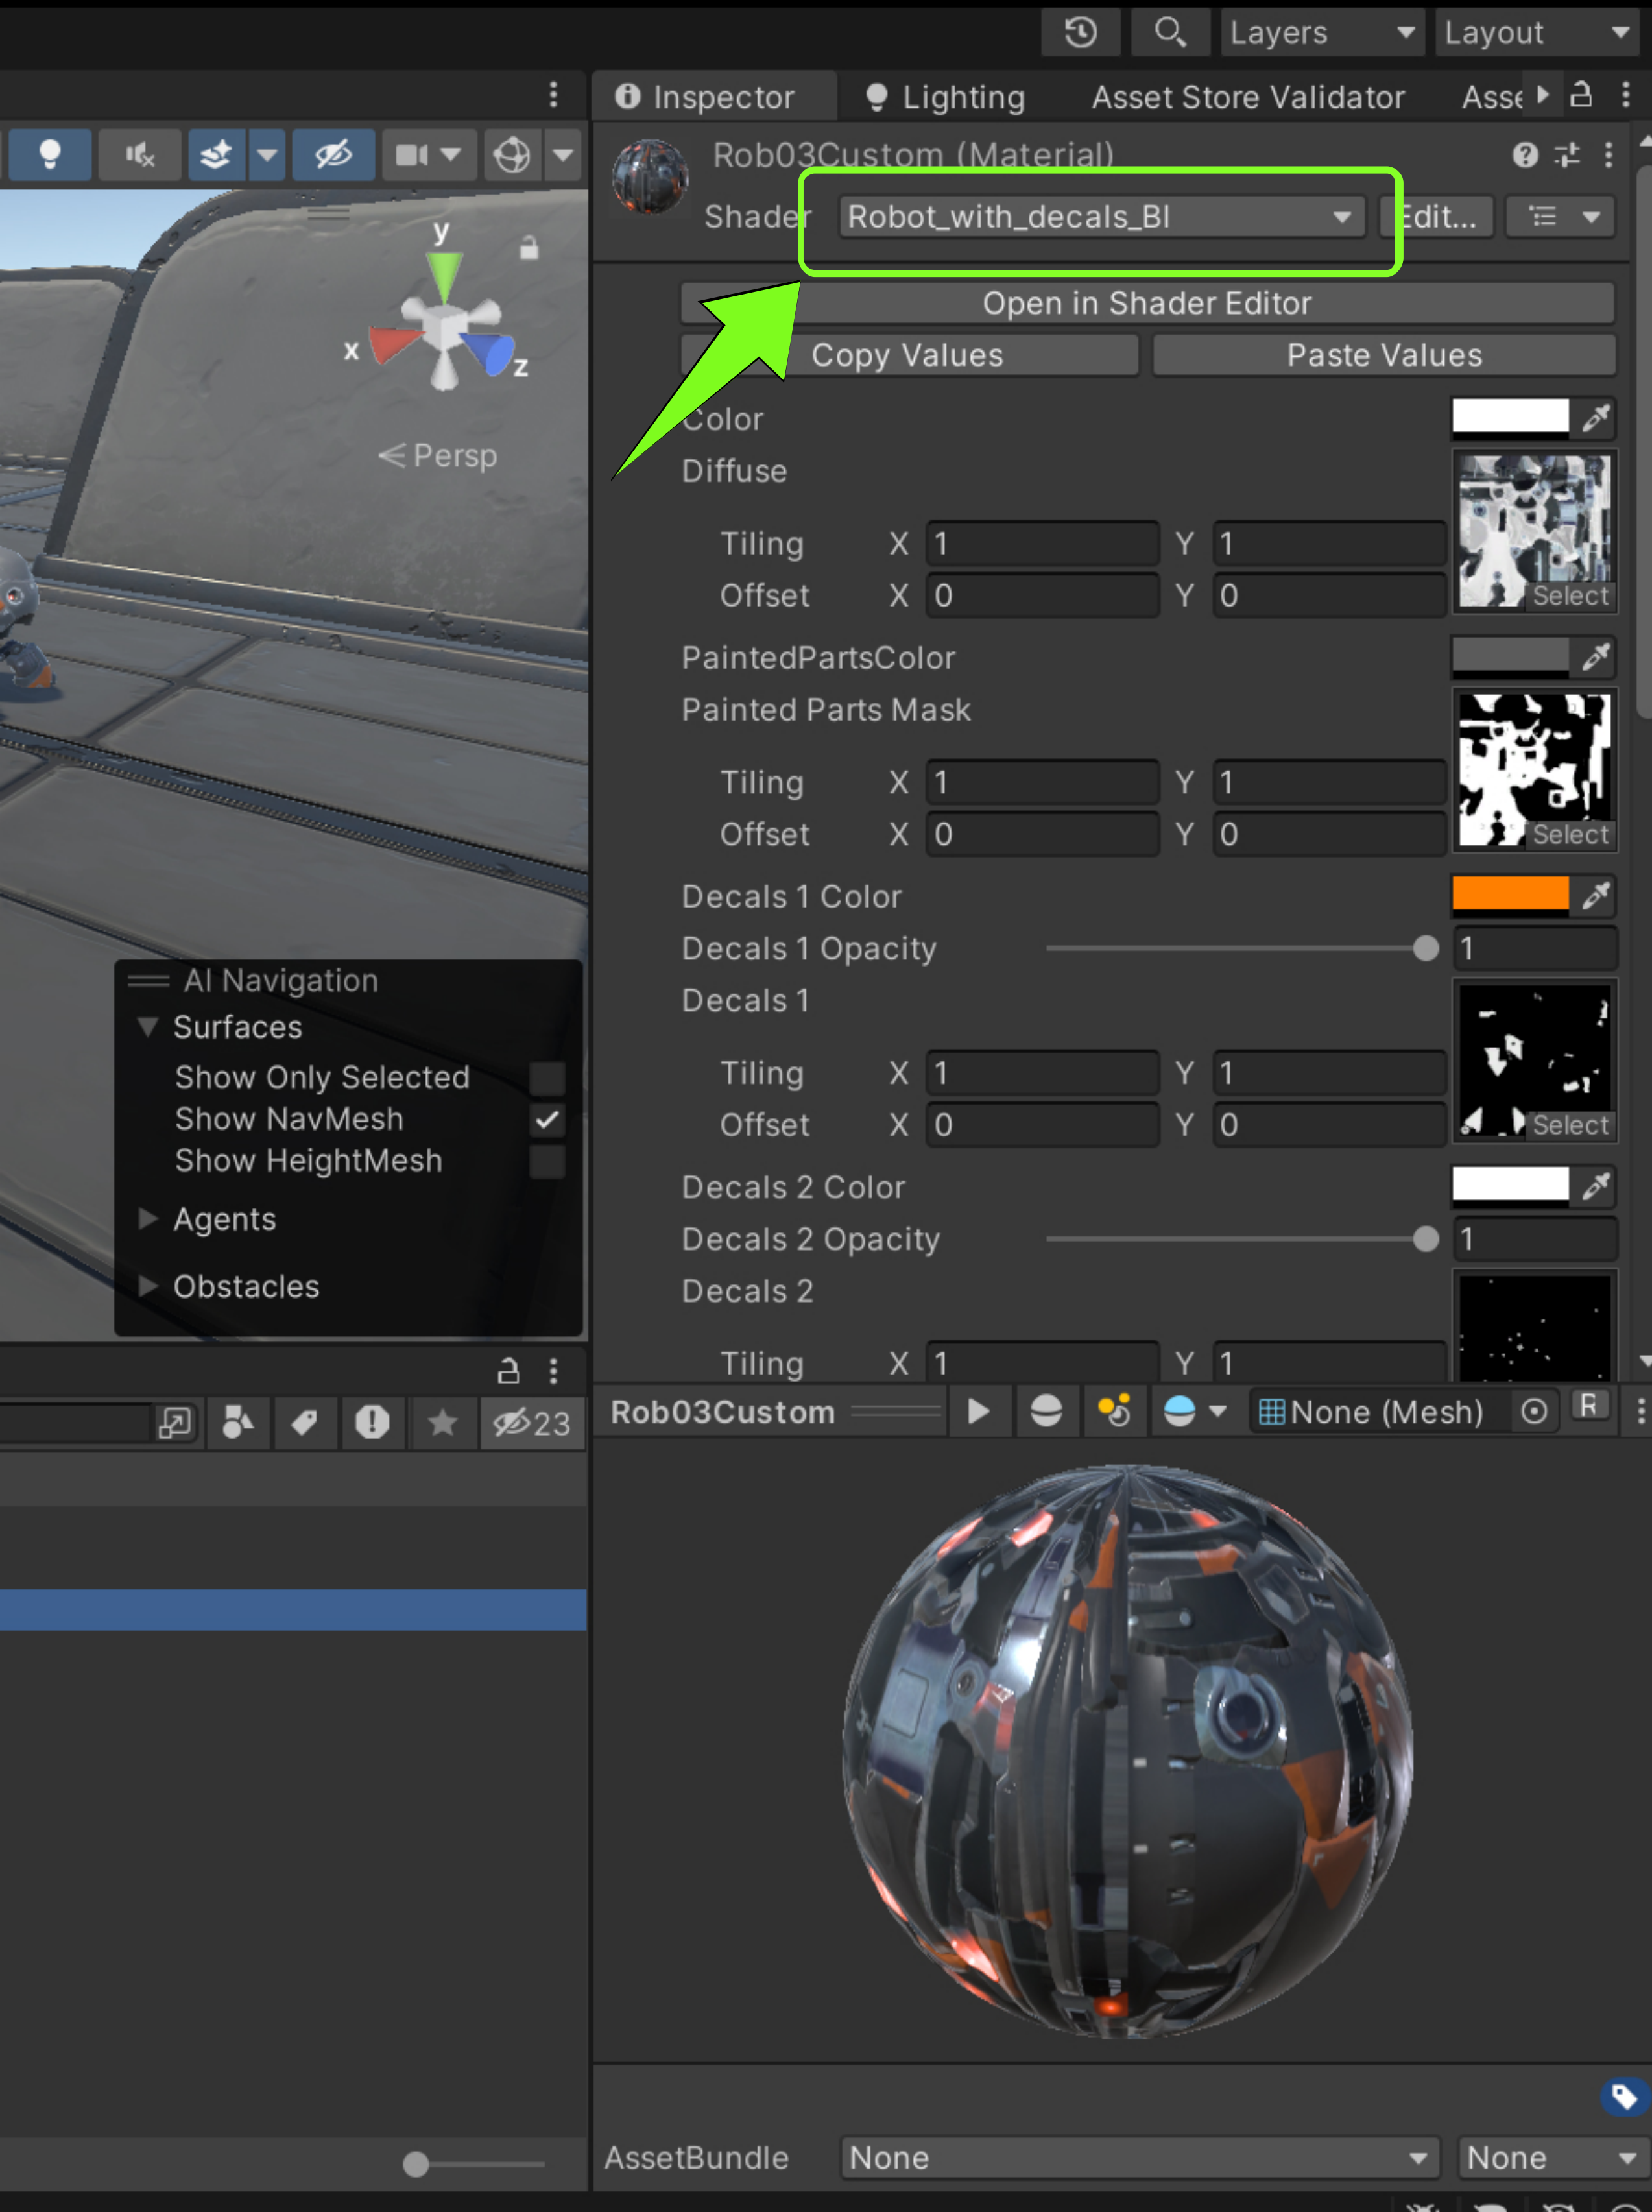 Layers
Layout
Inspector
Lighting
Asset Store Validator
Asse
Rob03Custom (Material)
Shader
Robot_with_decals_BI
Edit...
Open in Shader Editor
Copy Values
Paste Values
y
x
z
Persp
Color
Diffuse
Tiling X 1 Y 1
Offset X 0 Y 0
Select
PaintedPartsColor
Painted Parts Mask
Tiling X 1 Y 1
Offset X 0 Y 0
Select
Decals 1 Color
Decals 1 Opacity 1
Decals 1
Tiling X 1 Y 1
Offset X 0 Y 0
Select
Decals 2 Color
Decals 2 Opacity 1
Decals 2
Tiling X 1 Y 1
AI Navigation
Surfaces
Show Only Selected
Show NavMesh
Show HeightMesh
Agents
Obstacles
23
Rob03Custom
None (Mesh)
R
AssetBundle
None
None